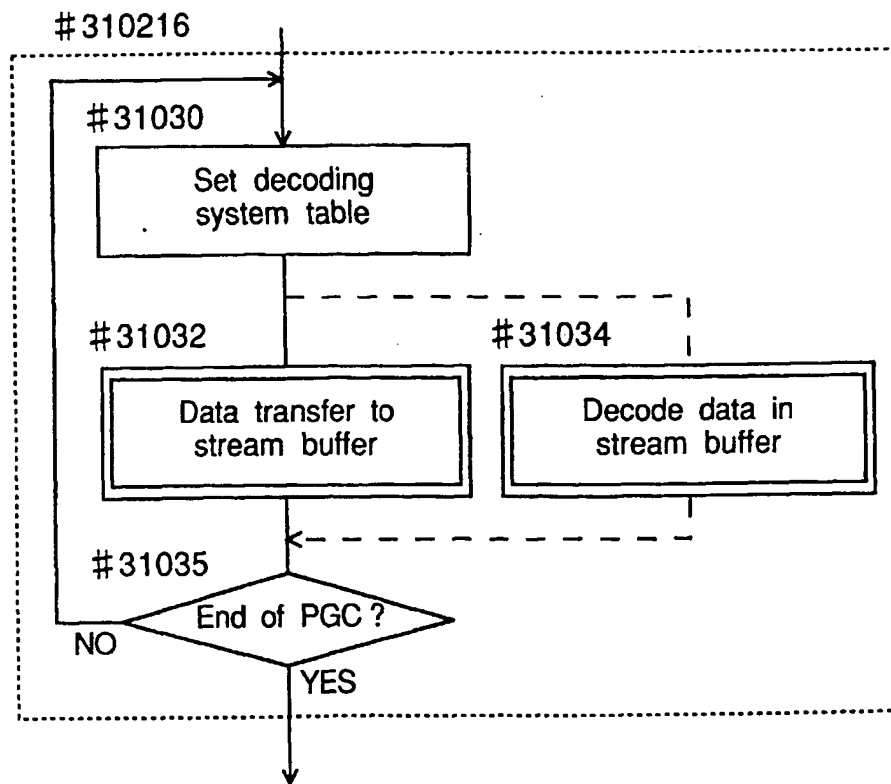 #310216
#31030
Set decoding
system table
#31032
#31034
Data transfer to
stream buffer
Decode data in
stream buffer
#31035
End of PGC ?
NO
YES